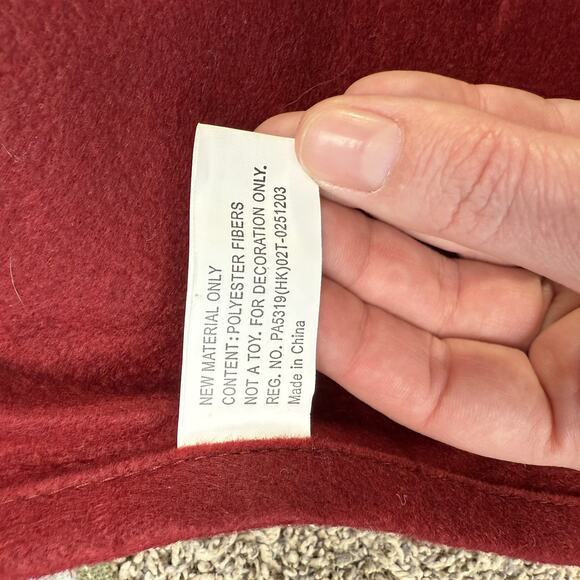 NEW MATERIAL ONLY
CONTENT: POLYESTER FIBERS
NOT A TOY. FOR DECORATION ONLY.
REG. NO. PA5319(HK)02T-0251203
Made in China